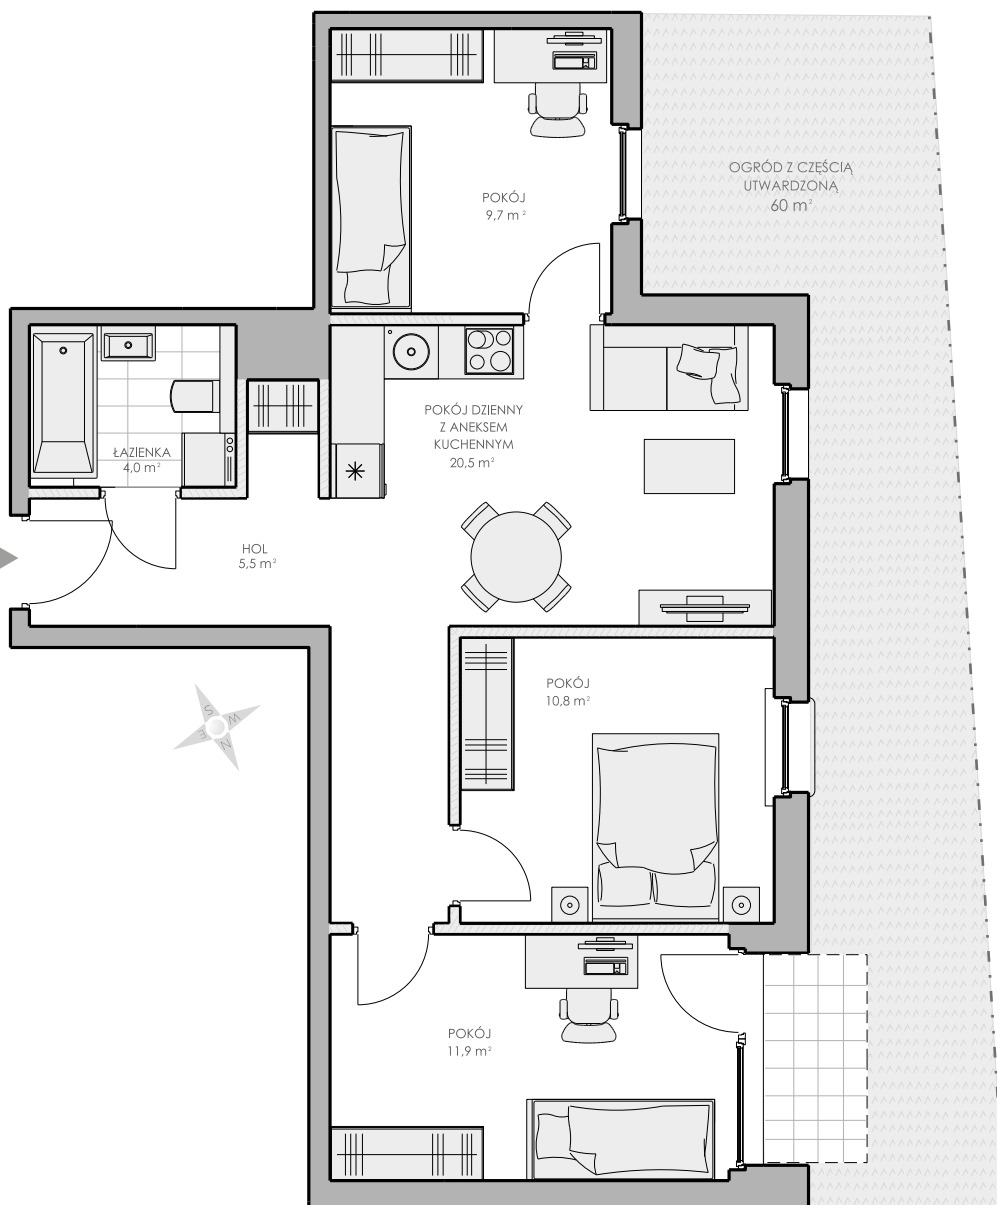 OGRÓD Z CZĘŚCIĄ
UTWARDZONĄ
60 m²
POKÓJ
9,7 m²
POKÓJ DZIENNY
Z ANEKSEM
KUCHENNYM
20,5 m²
ŁAZIENKA
4,0 m²
HOL
5,5 m²
POKÓJ
10,8 m²
S
W
E
N
POKÓJ
11,9 m²